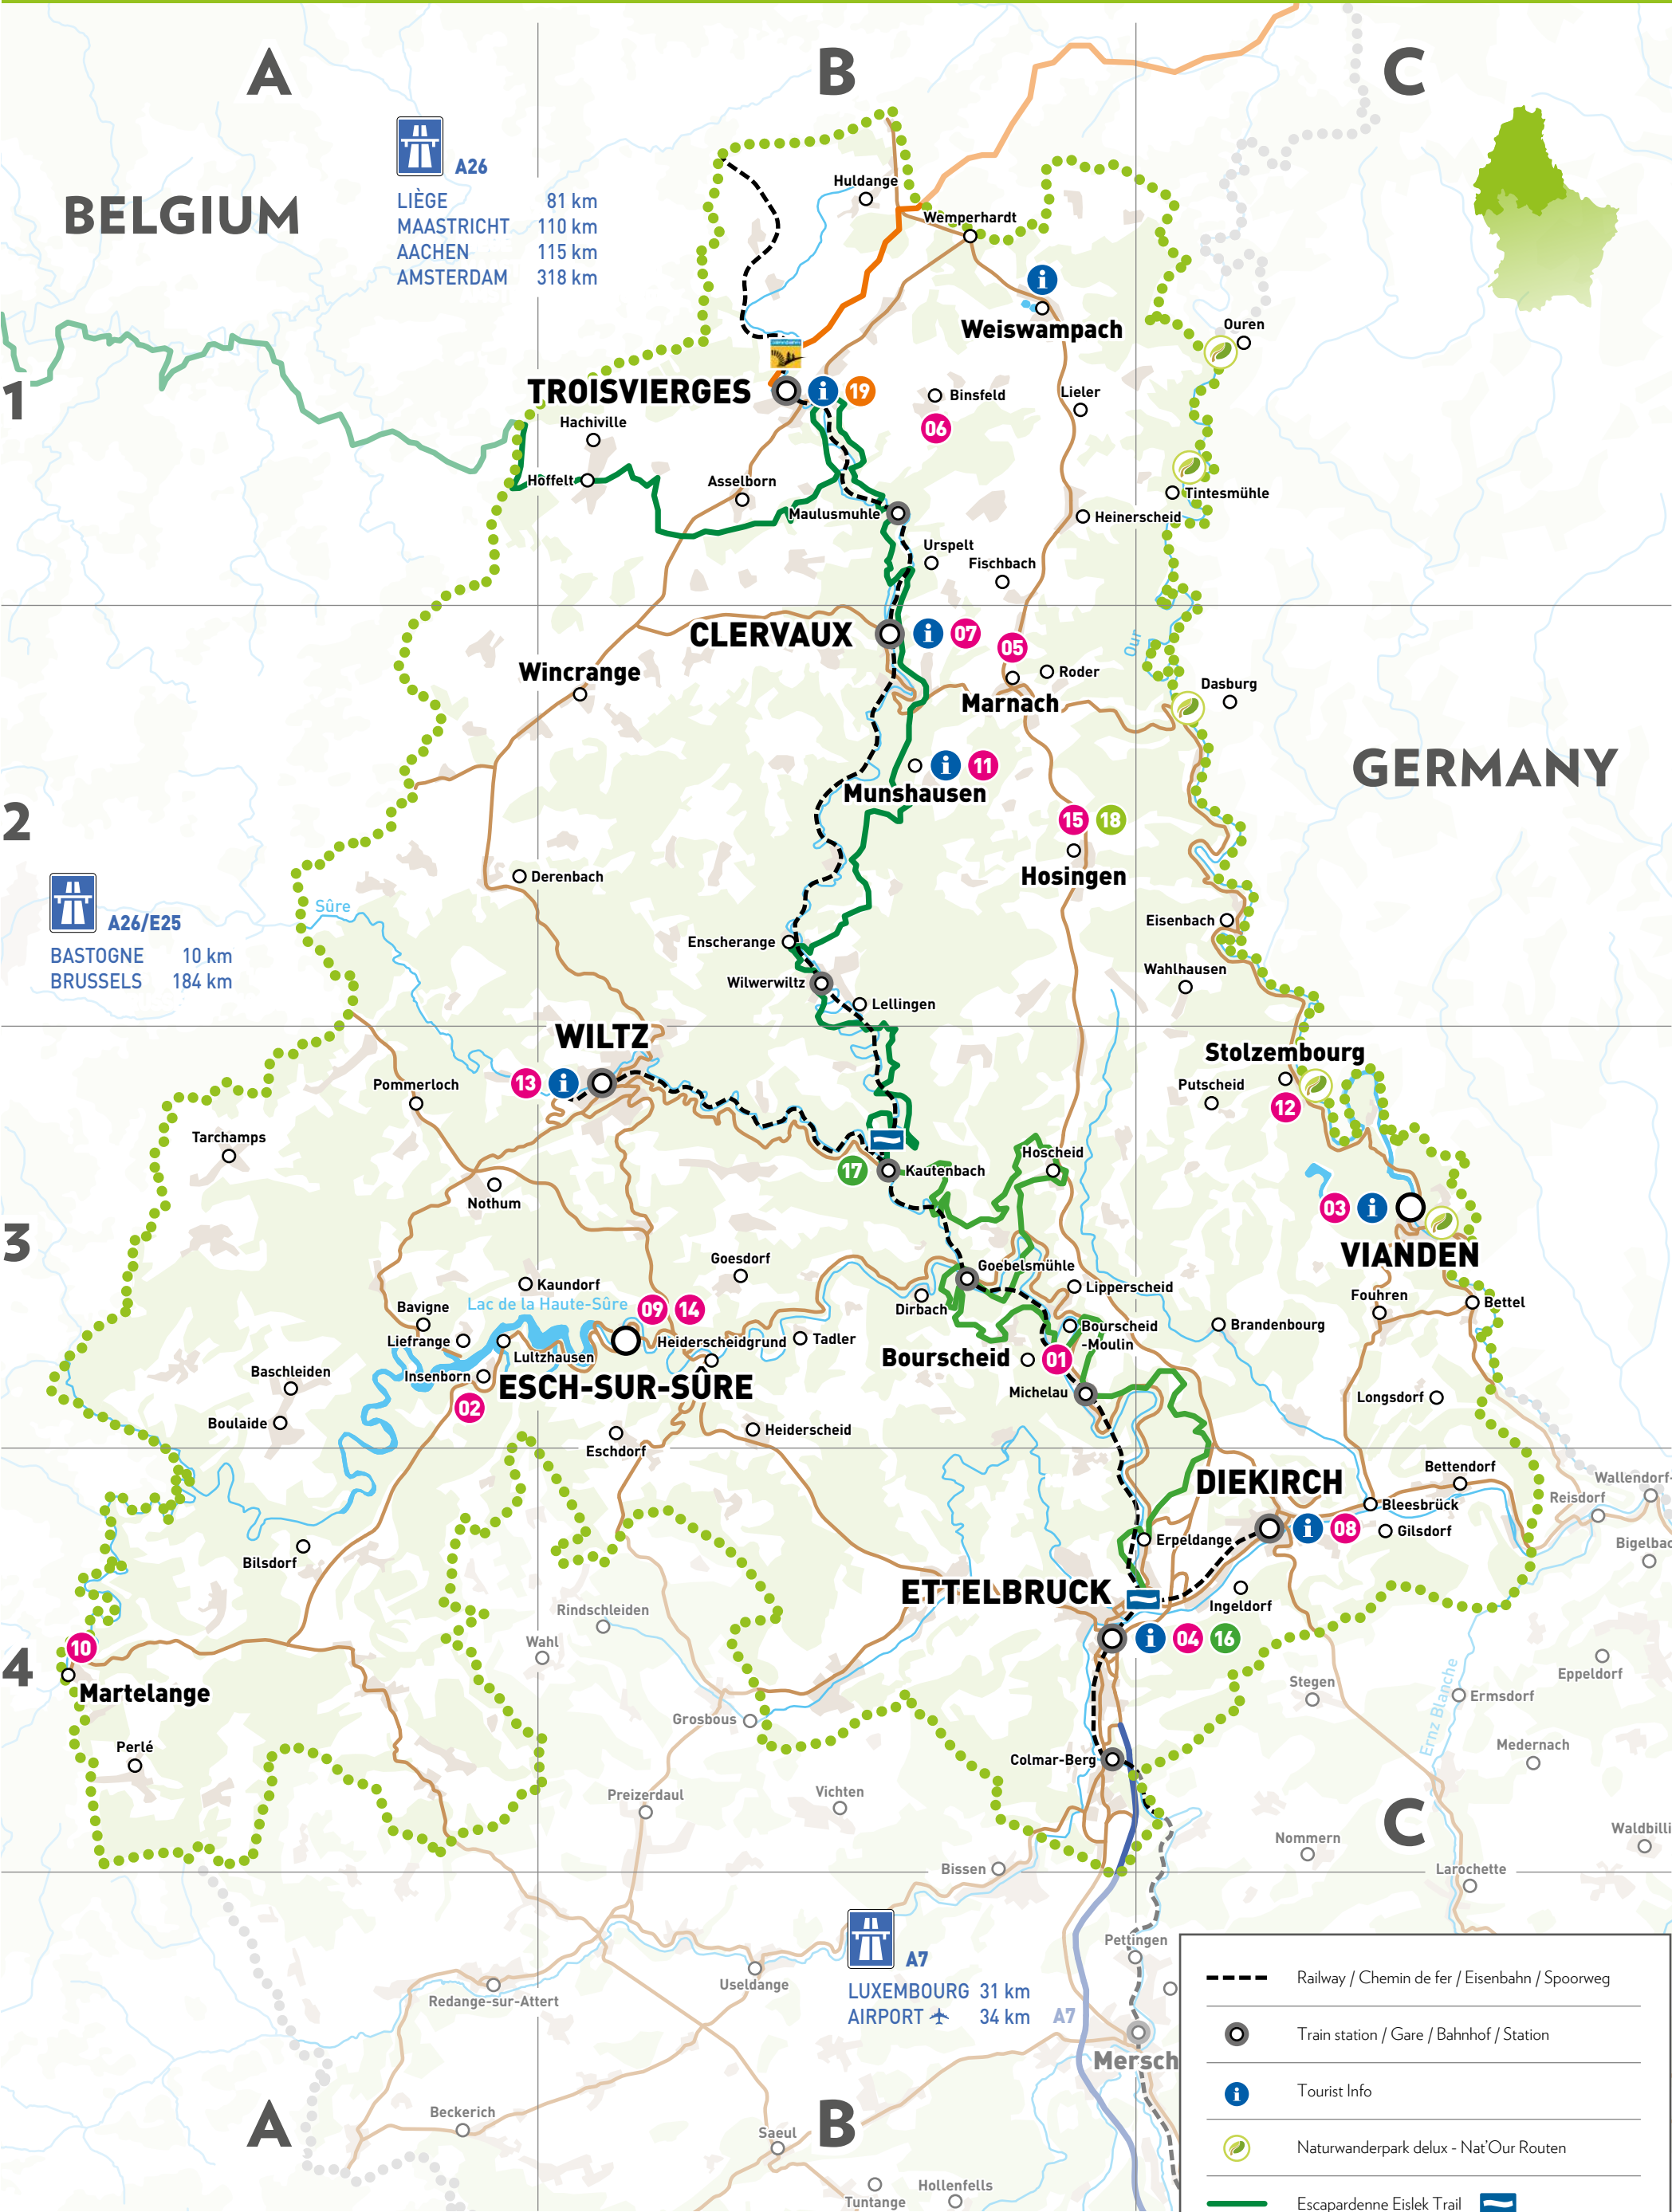 A
B
C
BELGIUM
A26
LIÈGE 81 km
MAASTRICHT 110 km
AACHEN 115 km
AMSTERDAM 318 km
Huldange
Wemperhardt
Weiswampach
Ouren
1
TROISVIERGES
19
Binsfeld
06
Lieler
Hachiville
Hoffelt
Asselborn
Maulusmuhle
Tintesmühle
Heinerscheid
Urspelt
Fischbach
CLERVAUX
07
05
Our
Wincrange
Roder
Marnach
Dasburg
GERMANY
11
Munshausen
2
15 18
Hosingen
Derenbach
A26/E25
BASTOGNE 10 km
BRUSSELS 184 km
Sûre
Eisenbach
Enscherange
Wahlhausen
Wilwerwiltz
Lellingen
WILTZ
13
Stolzembourg
Pommerloch
Putscheid
12
Tarchamps
Hoscheid
17
Kautenbach
Nothum
03
VIANDEN
3
Goesdorf
Goebelsmühle
Kaundorf
Lipperscheid
Lac de la Haute-Sûre
09 14
Dirbach
Fouhren
Bettel
Bavigne
Liefrange
Lultzhausen
Heiderscheidgrund
Tadler
Bourscheid
-Moulin
Brandenbourg
Bourscheid
01
Baschleiden
Insenborn
ESCH-SUR-SÛRE
Michelau
Longsdorf
02
Boulaide
Heiderscheid
Eschdorf
DIEKIRCH
Bettendorf
Wallendorf-
Reisdorf
Bleesbrück
08
Gilsdorf
Erpeldange
Bigelbac
Bilsdorf
ETTELBRUCK
Ingeldorf
Rindschleiden
Wahl
04 16
10
4
Martelange
Stegen
Eppeldorf
Ermsdorf
Ernz Blanche
Grosbous
Perlé
Colmar-Berg
Medernach
Preizerdaul
Vichten
C
Nommern
Waldbilli
Bissen
Larochette
A7
LUXEMBOURG 31 km
AIRPORT 34 km
A7
Pettingen
Useldange
Redange-sur-Attert
Mersch
A
B
Beckerich
Saeul
Tuntange
Hollenfels
Railway / Chemin de fer / Eisenbahn / Spoorweg
Train station / Gare / Bahnhof / Station
Tourist Info
Naturwanderpark delux - Nat'Our Routen
Escapardenne Eislek Trail